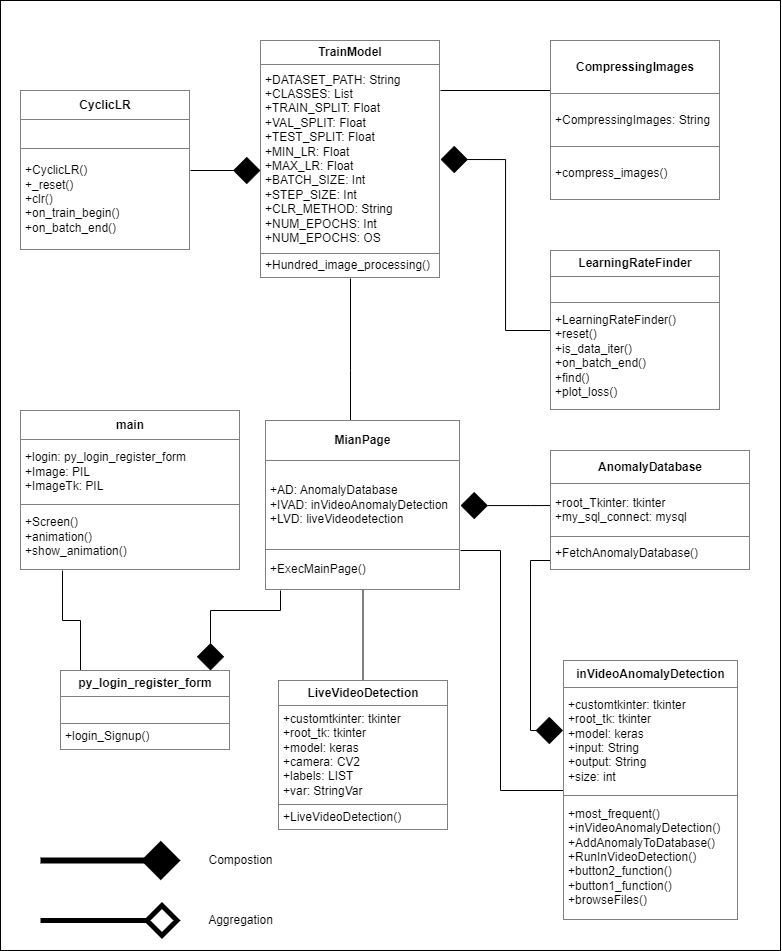 TrainModel
+DATASET_PATH: String
+CLASSES: List
+TRAIN_SPLIT: Float
+VAL_SPLIT: Float
+TEST_SPLIT: Float
+MIN_LR: Float
+MAX_LR: Float
+BATCH_SIZE: Int
+STEP_SIZE: Int
+CLR_METHOD: String
+NUM_EPOCHS: Int
+NUM_EPOCHS: OS
+Hundred_image_processing()
CompressingImages
+CompressingImages: String
+compress_images()
CyclicLR
+CyclicLR()
+_reset()
+clr()
+on_train_begin()
+on_batch_end()
LearningRateFinder
+LearningRateFinder()
+reset()
+is_data_iter()
+on_batch_end()
+find()
+plot_loss()
main
+login: py_login_register_form
+Image: PIL
+ImageTk: PIL
+Screen()
+animation()
+show_animation()
MianPage
+AD: AnomalyDatabase
+IVAD: inVideoAnomalyDetection
+LVD: liveVideodetection
+ExecMainPage()
AnomalyDatabase
+root_Tkinter: tkinter
+my_sql_connect: mysql
+FetchAnomalyDatabase()
py_login_register_form
+login_Signup()
LiveVideoDetection
+customtkinter: tkinter
+root_tk: tkinter
+model: keras
+camera: CV2
+labels: LIST
+var: StringVar
+LiveVideoDetection()
inVideoAnomalyDetection
+customtkinter: tkinter
+root_tk: tkinter
+model: keras
+input: String
+output: String
+size: int
+most_frequent()
+inVideoAnomalyDetection()
+AddAnomalyToDatabase()
+RunInVideoDetection()
+button2_function()
+button1_function()
+browseFiles()
Compostion
Aggregation